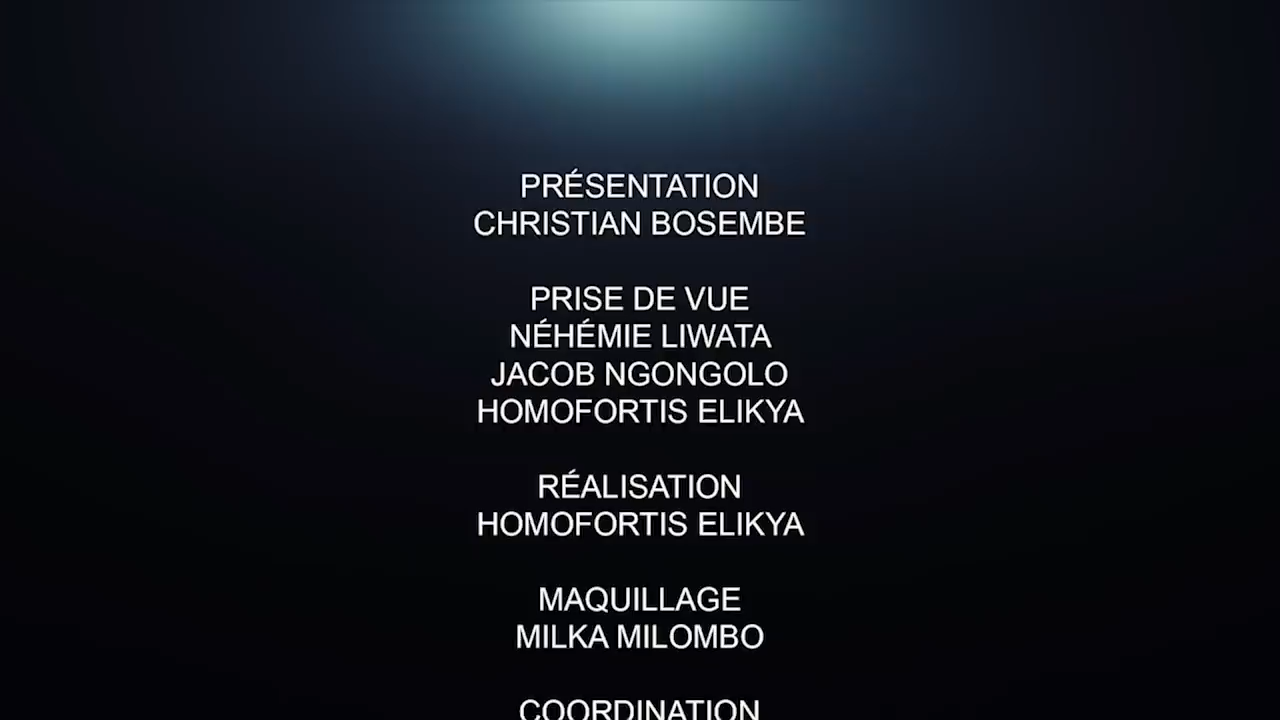 PRÉSENTATION
CHRISTIAN BOSEMBE
PRISE DE VUE
NÉHÉMIE LIWATA
JACOB NGONGOLO
HOMOFORTIS ELIKYA
RÉALISATION
HOMOFORTIS ELIKYA
MAQUILLAGE
MILKA MILOMBO
COORDINATION